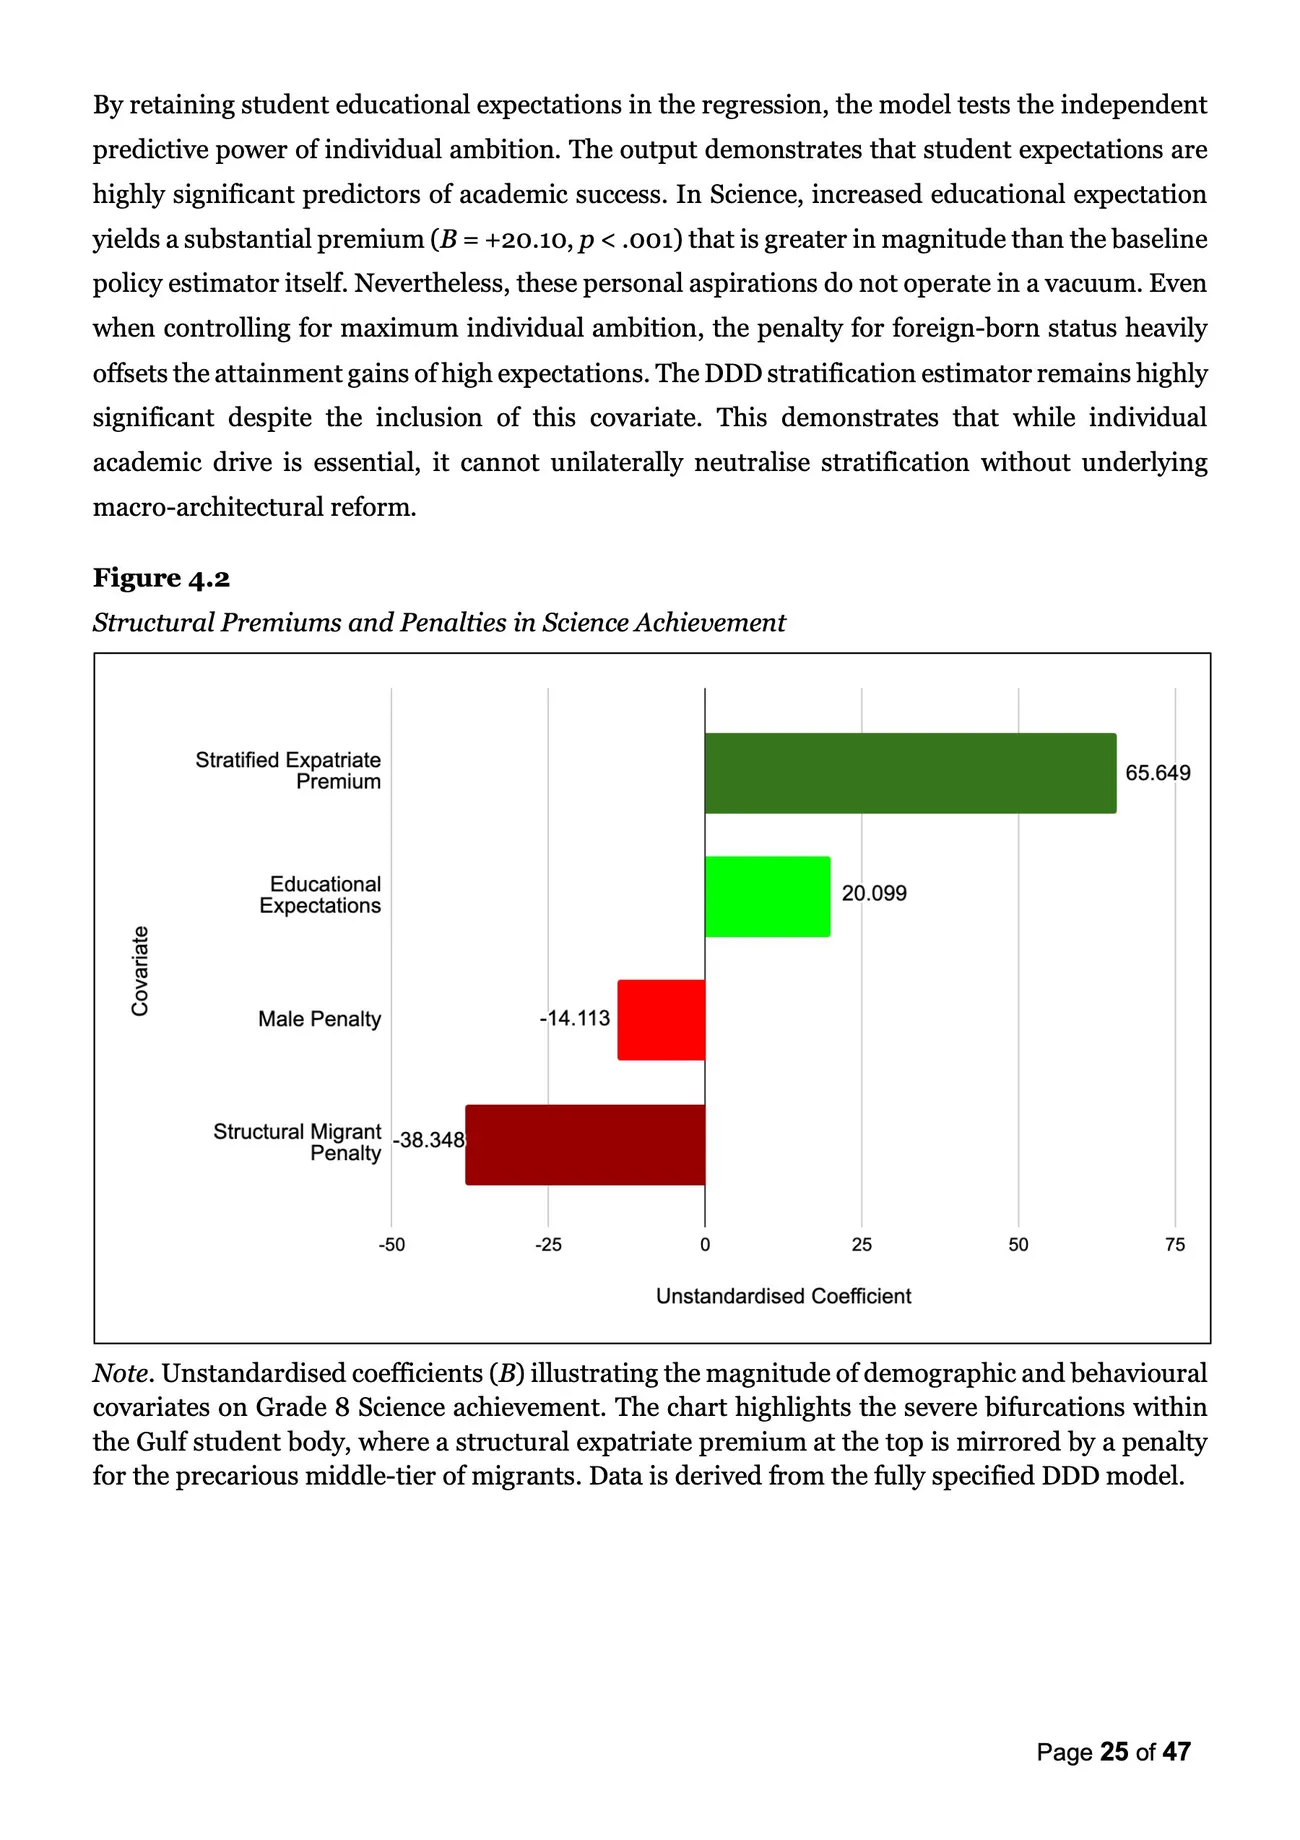 By retaining student educational expectations in the regression, the model tests the independent
predictive power of individual ambition. The output demonstrates that student expectations are
highly significant predictors of academic success. In Science, increased educational expectation
yields a substantial premium (B = +20.10, p < .001) that is greater in magnitude than the baseline
policy estimator itself. Nevertheless, these personal aspirations do not operate in a vacuum. Even
when controlling for maximum individual ambition, the penalty for foreign-born status heavily
offsets the attainment gains of high expectations. The DDD stratification estimator remains highly
significant despite the inclusion of this covariate. This demonstrates that while individual
academic drive is essential, it cannot unilaterally neutralise stratification without underlying
macro-architectural reform.
Figure 4.2
Structural Premiums and Penalties in Science Achievement
Covariate
Stratified Expatriate
Premium
65.649
Educational
Expectations
20.099
Male Penalty
-14.113
Structural Migrant
Penalty
-38.348
-50
-25
0
25
50
75
Unstandardised Coefficient
Note. Unstandardised coefficients (B) illustrating the magnitude of demographic and behavioural
covariates on Grade 8 Science achievement. The chart highlights the severe bifurcations within
the Gulf student body, where a structural expatriate premium at the top is mirrored by a penalty
for the precarious middle-tier of migrants. Data is derived from the fully specified DDD model.
Page 25 of 47